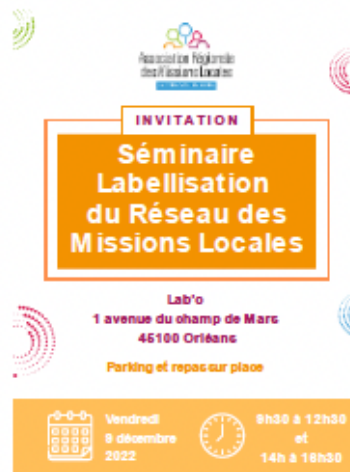 Association Régionale
des Missions Locales
INVITATION
Séminaire
Labellisation
du Réseau des
Missions Locales
Lab'o
1 avenue du champ de Mars
45100 Orléans
Parking et repas sur place
Vendredi
9 décembre
2022
9h30 à 12h30
et
14h à 16h30